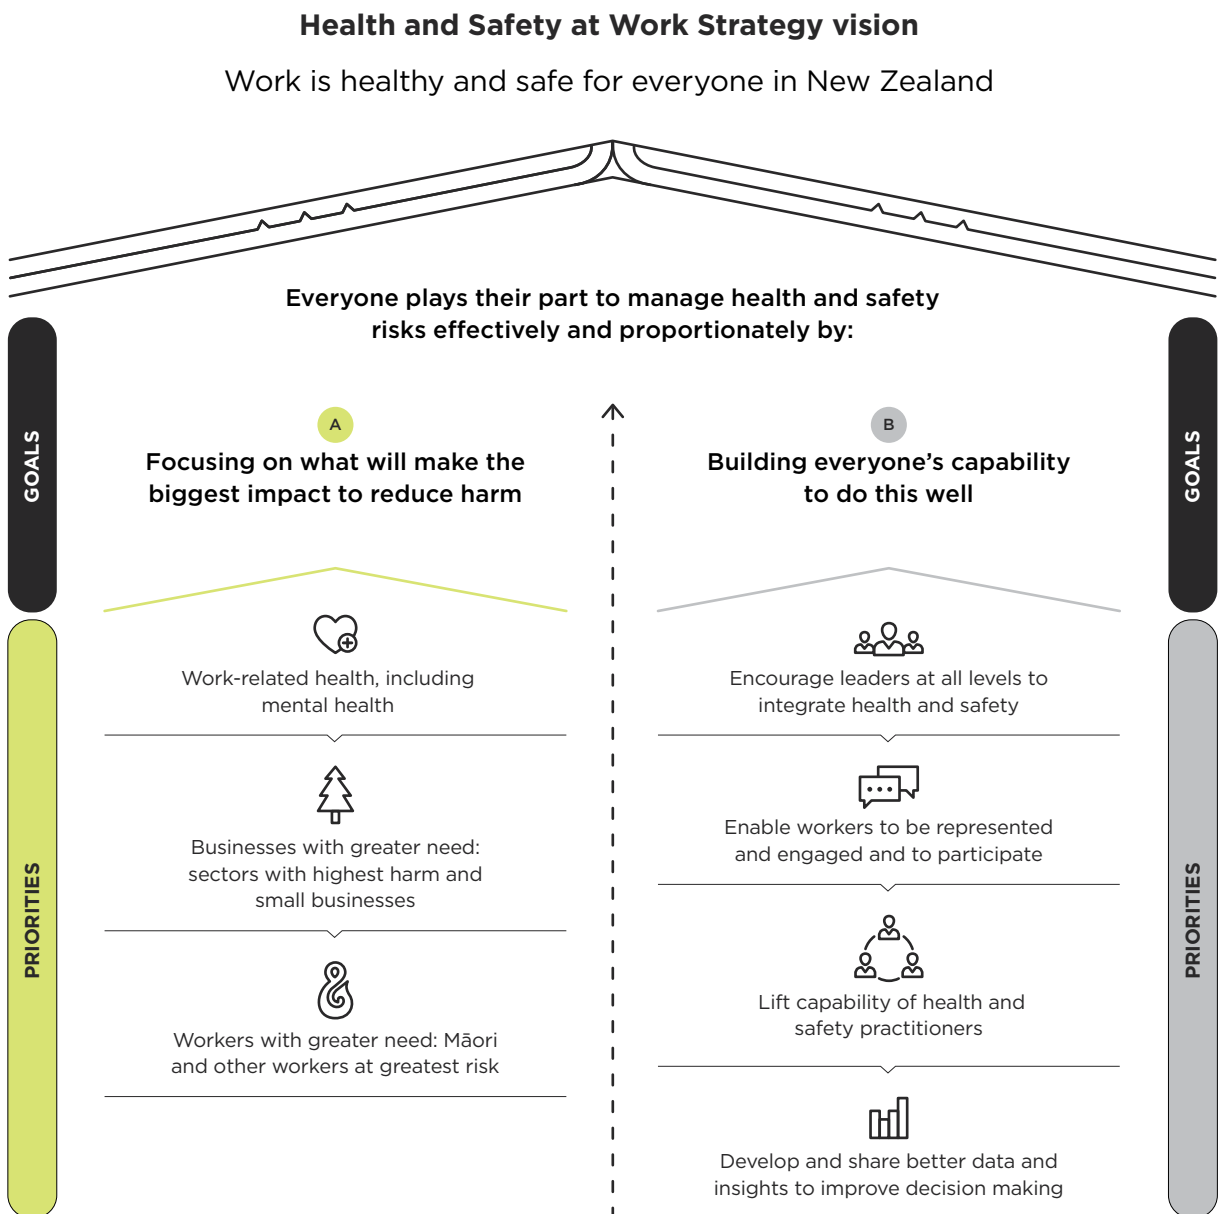 Health and Safety at Work Strategy vision
Work is healthy and safe for everyone in New Zealand
Everyone plays their part to manage health and safety
risks effectively and proportionately by:
GOALS
A
Focusing on what will make the
biggest impact to reduce harm
B
Building everyone’s capability
to do this well
GOALS
PRIORITIES
Work-related health, including
mental health
Businesses with greater need:
sectors with highest harm and
small businesses
Workers with greater need: Māori
and other workers at greatest risk
Encourage leaders at all levels to
integrate health and safety
Enable workers to be represented
and engaged and to participate
Lift capability of health and
safety practitioners
Develop and share better data and
insights to improve decision making
PRIORITIES